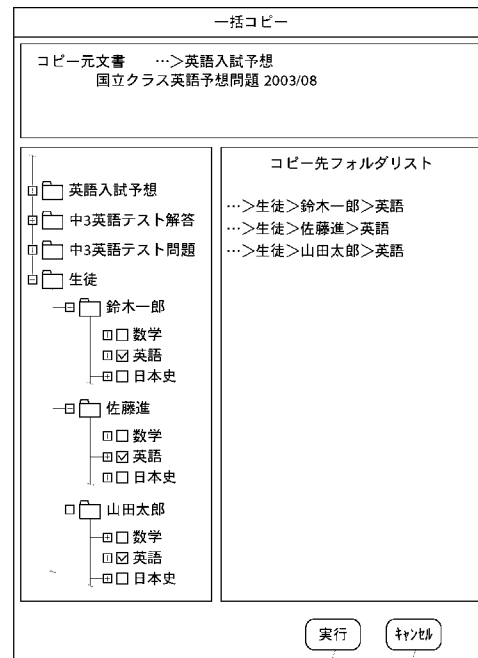 一括コピー
コピー元文書 …>英語入試予想
国立クラス英語予想問題 2003/08
英語入試予想
中3英語テスト解答
中3英語テスト問題
生徒
鈴木一郎
数学
英語
日本史
佐藤進
数学
英語
日本史
山田太郎
数学
英語
日本史
コピー先フォルダリスト
…>生徒>鈴木一郎>英語
…>生徒>佐藤進>英語
…>生徒>山田太郎>英語
実行
ｷｬﾝｾﾙ